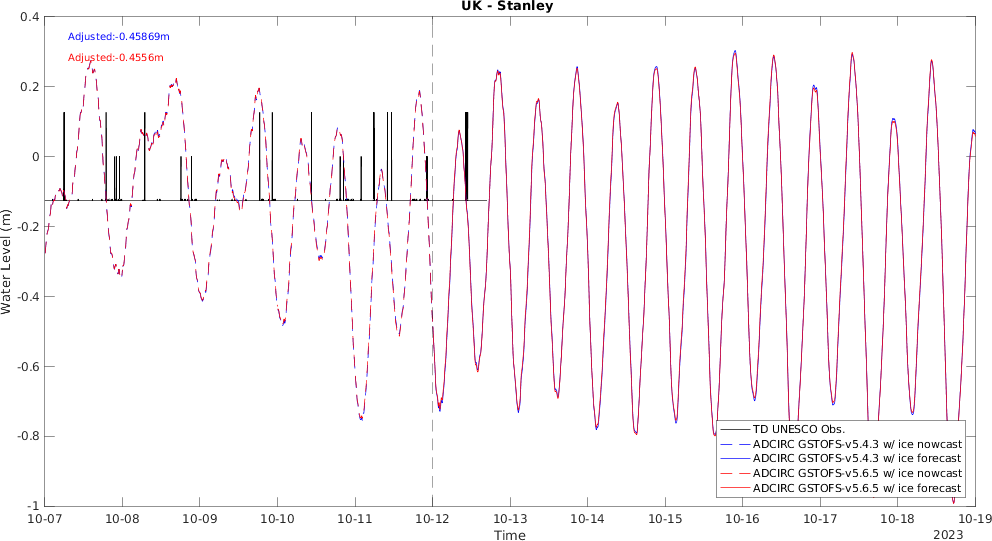 UK - Stanley
Adjusted:-0.45869m
Adjusted:-0.4556m
0.4
0.2
0
-0.2
-0.4
-0.6
-0.8
-1
Water Level (m)
TD UNESCO Obs.
ADCIRC GSTOFS-v5.4.3 w/ ice nowcast
ADCIRC GSTOFS-v5.4.3 w/ ice forecast
ADCIRC GSTOFS-v5.6.5 w/ ice nowcast
ADCIRC GSTOFS-v5.6.5 w/ ice forecast
10-07 10-08 10-09 10-10 10-11 10-12 10-13 10-14 10-15 10-16 10-17 10-18 10-19
Time
2023